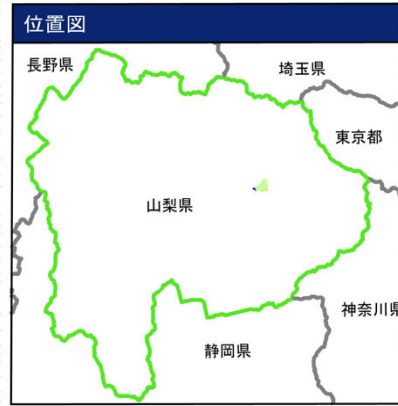 位置図
長野県
埼玉県
東京都
山梨県
神奈川県
静岡県